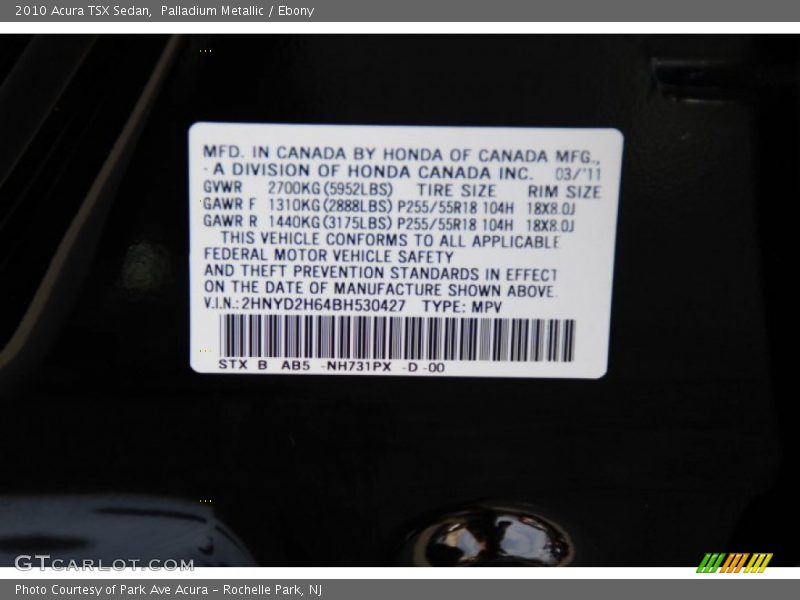 2010 Acura TSX Sedan,  Palladium Metallic / Ebony
MFD. IN CANADA BY HONDA OF CANADA MFG.,
A DIVISION OF HONDA CANADA INC. 03/'11
GVWR 2700KG(5952LBS) TIRE SIZE RIM SIZE
GAWR F 1310KG(2888LBS) P255/55R18 104H 18X8.0J
GAWR R 1440KG(3175LBS) P255/55R18 104H 18X8.0J
THIS VEHICLE CONFORMS TO ALL APPLICABLE
FEDERAL MOTOR VEHICLE SAFETY
AND THEFT PREVENTION STANDARDS IN EFFECT
ON THE DATE OF MANUFACTURE SHOWN ABOVE.
V.I.N.: 2HNYD2H64BH530427 TYPE: MPV
STX B AB5 -NH731PX -D -00
GTCARLOT.COM
Photo Courtesy of Park Ave Acura - Rochelle Park, NJ